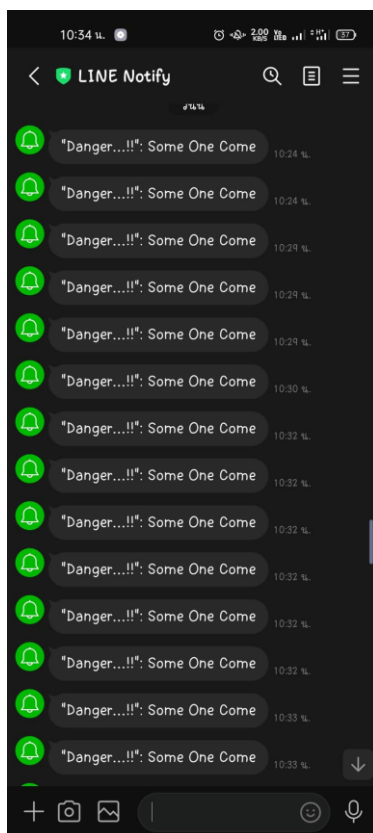 10:34 น. 2.00 KB/S 37
LINE Notify
"Danger...!!": Some One Come 10:24 น.
"Danger...!!": Some One Come 10:24 น.
"Danger...!!": Some One Come 10:29 น.
"Danger...!!": Some One Come 10:29 น.
"Danger...!!": Some One Come 10:29 น.
"Danger...!!": Some One Come 10:30 น.
"Danger...!!": Some One Come 10:32 น.
"Danger...!!": Some One Come 10:32 น.
"Danger...!!": Some One Come 10:32 น.
"Danger...!!": Some One Come 10:32 น.
"Danger...!!": Some One Come 10:32 น.
"Danger...!!": Some One Come 10:32 น.
"Danger...!!": Some One Come 10:33 น.
"Danger...!!": Some One Come 10:33 น.